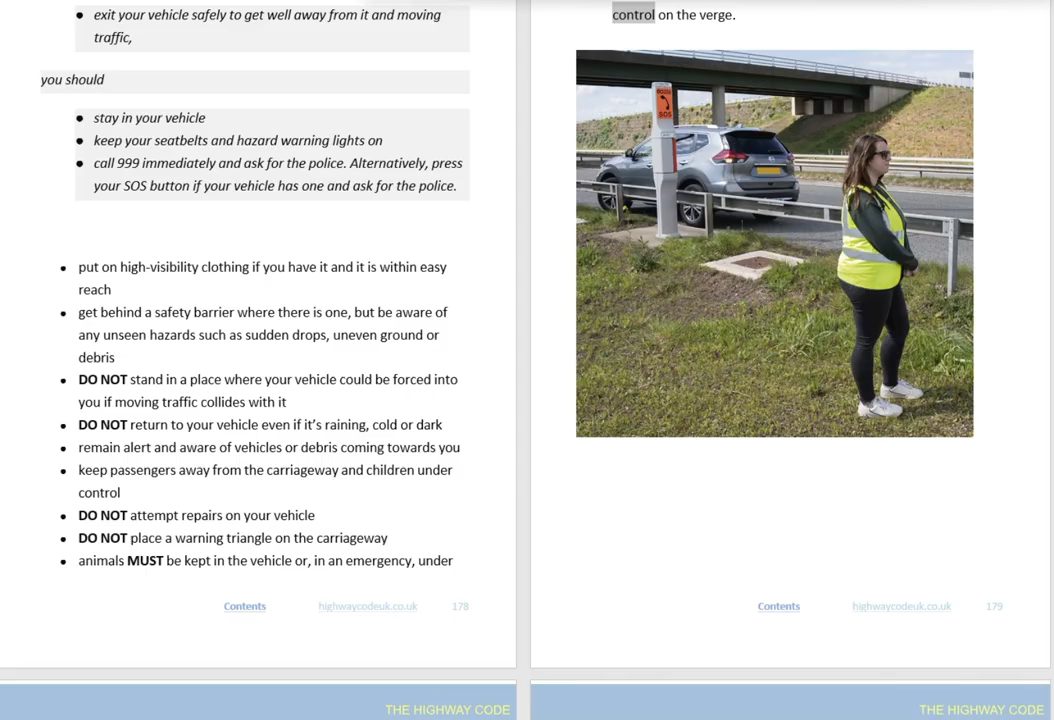 exit your vehicle safely to get well away from it and moving
traffic,
you should
stay in your vehicle
keep your seatbelts and hazard warning lights on
call 999 immediately and ask for the police. Alternatively, press
your SOS button if your vehicle has one and ask for the police.
put on high-visibility clothing if you have it and it is within easy
reach
get behind a safety barrier where there is one, but be aware of
any unseen hazards such as sudden drops, uneven ground or
debris
DO NOT stand in a place where your vehicle could be forced into
you if moving traffic collides with it
DO NOT return to your vehicle even if it’s raining, cold or dark
remain alert and aware of vehicles or debris coming towards you
keep passengers away from the carriageway and children under
control
DO NOT attempt repairs on your vehicle
DO NOT place a warning triangle on the carriageway
animals MUST be kept in the vehicle or, in an emergency, under
Contents highwaycodeuk.co.uk 178
control on the verge.
SOS
Contents highwaycodeuk.co.uk 179
THE HIGHWAY CODE
THE HIGHWAY CODE